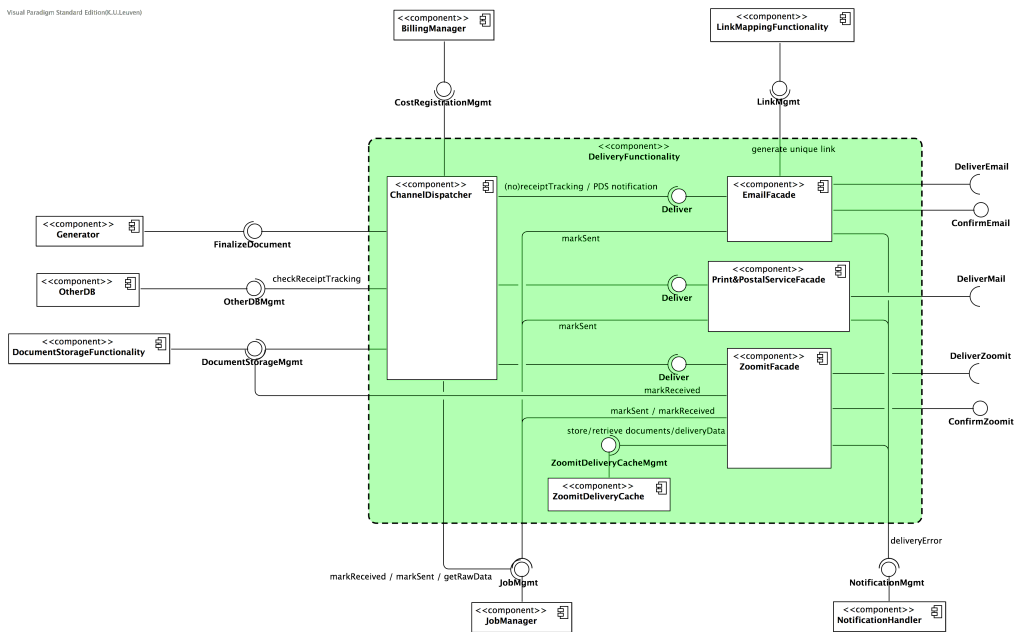 Visual Paradigm Standard Edition(K.U.Leuven)
<<component>>
BillingManager
<<component>>
LinkMappingFunctionality
CostRegistrationMgmt
LinkMgmt
<<component>>
DeliveryFunctionality
generate unique link
<<component>>
ChannelDispatcher
(no)receiptTracking / PDS notification
Deliver
<<component>>
EmailFacade
DeliverEmail
ConfirmEmail
<<component>>
Generator
FinalizeDocument
markSent
<<component>>
OtherDB
checkReceiptTracking
OtherDBMgmt
Deliver
<<component>>
Print&PostalServiceFacade
DeliverMail
markSent
<<component>>
DocumentStorageFunctionality
DocumentStorageMgmt
Deliver
<<component>>
ZoomitFacade
DeliverZoomit
ConfirmZoomit
markReceived
markSent / markReceived
store/retrieve documents/deliveryData
ZoomitDeliveryCacheMgmt
<<component>>
ZoomitDeliveryCache
deliveryError
markReceived / markSent / getRawData
JobMgmt
NotificationMgmt
<<component>>
JobManager
<<component>>
NotificationHandler